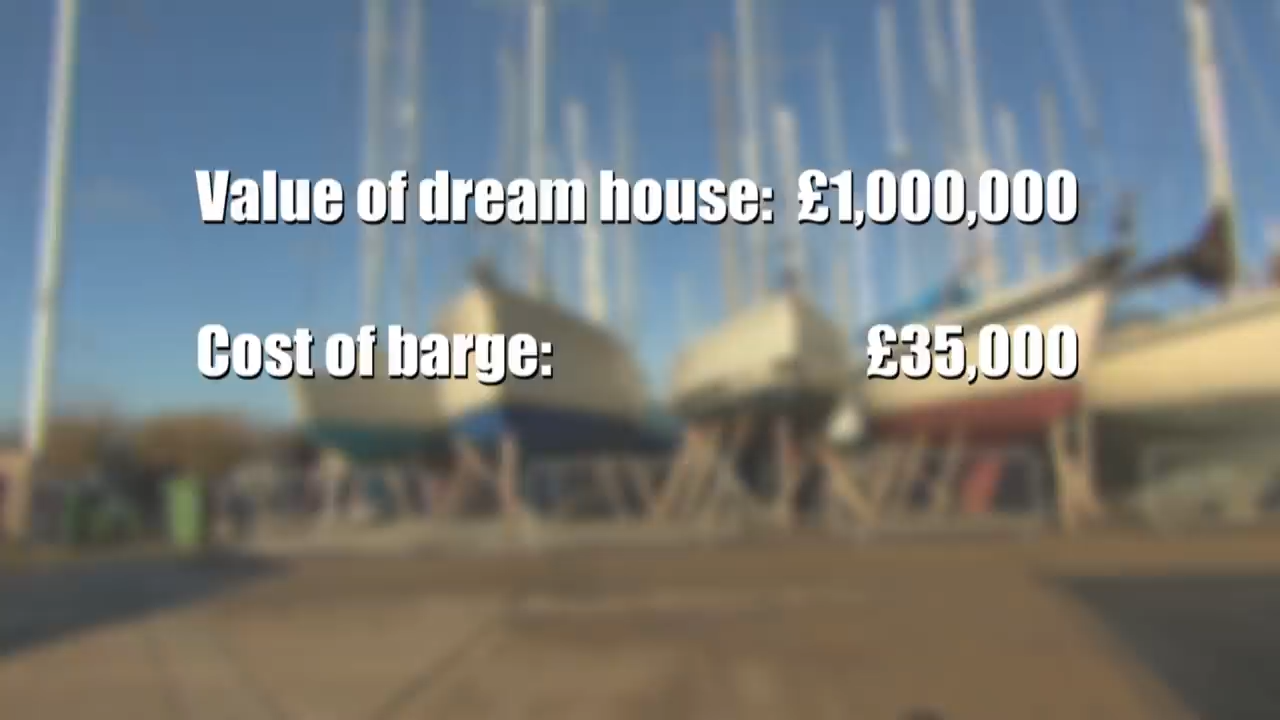 Value of dream house: £1,000,000
Cost of barge: £35,000